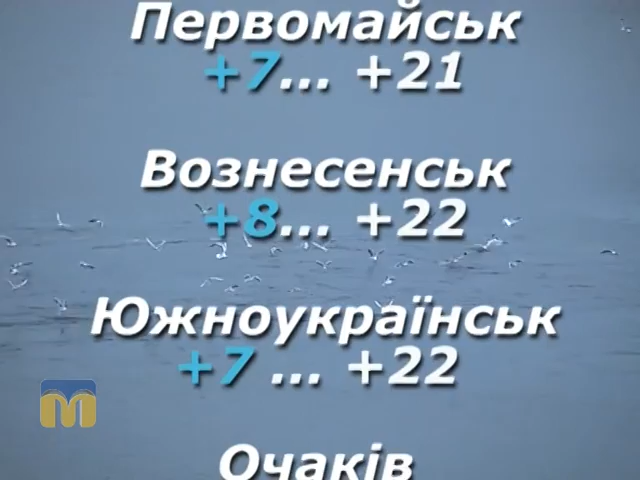 Первомайськ
+7... +21
Вознесенськ
+8... +22
Южноукраїнськ
+7 ... +22
Очаків